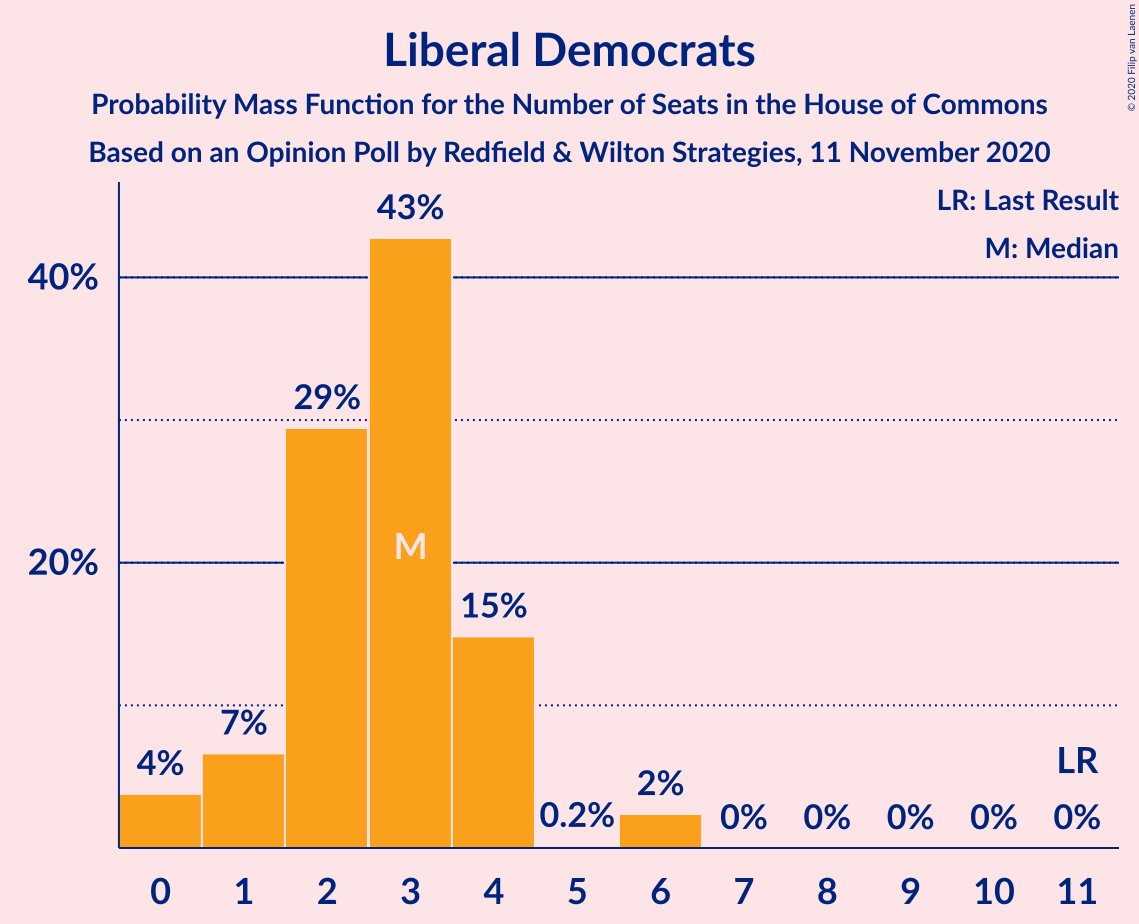 Liberal Democrats
Probability Mass Function for the Number of Seats in the House of Commons
Based on an Opinion Poll by Redfield & Wilton Strategies, 11 November 2020
© 2020 Filip van Laenen
LR: Last Result
M: Median
40%
20%
4%
7%
29%
43%
M
15%
0.2%
2%
0%
0%
0%
0%
LR
0%
0 1 2 3 4 5 6 7 8 9 10 11